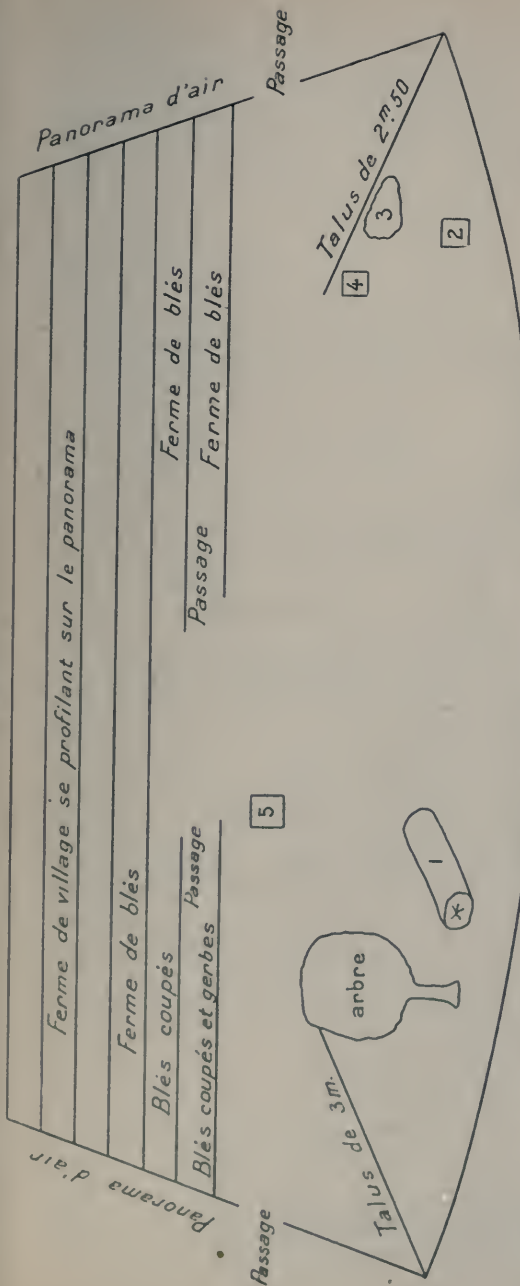 Panorama d'air
Panorama d'air
Ferme de village se profilant sur le panorama
Ferme de blés
Blés coupés
Ferme de blés
Blés coupés et gerbes
Passage
Passage
Ferme de blés
Passage
Passage
Talus de 3m.
arbre
5
Talus de 2m.50
4
3
*
1
2